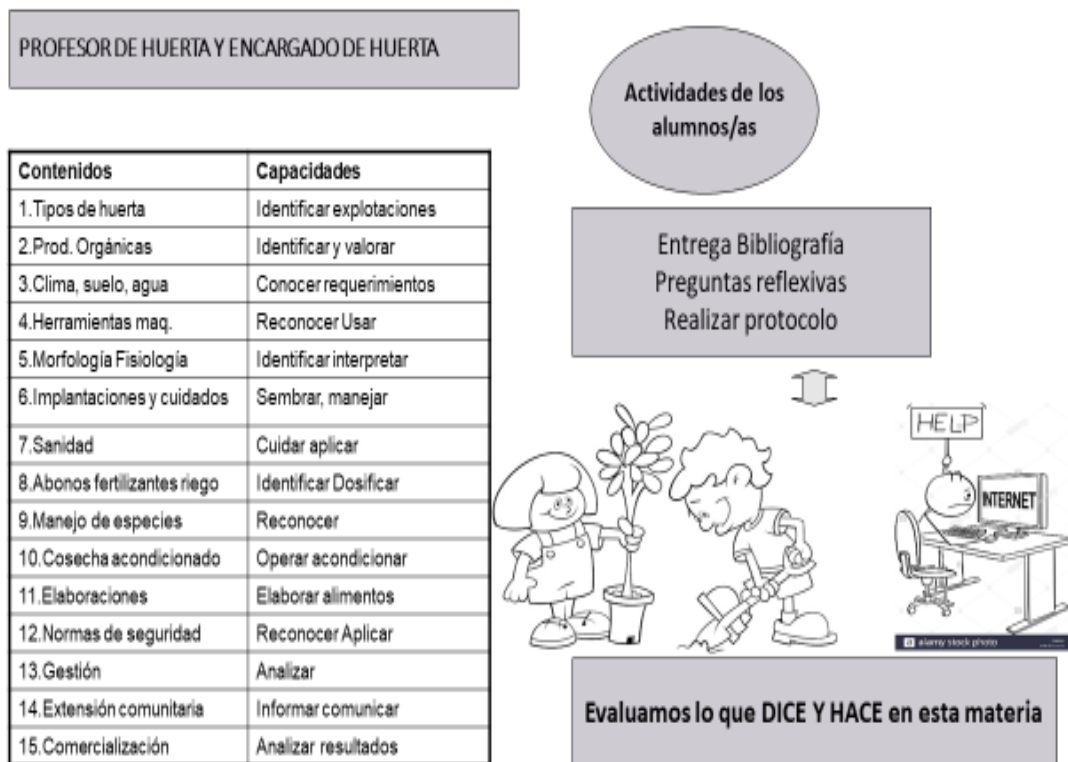 PROFESOR DE HUERTA Y ENCARGADO DE HUERTA
Contenidos Capacidades
1.Tipos de huerta Identificar explotaciones
2.Prod. Orgánicas Identificar y valorar
3.Clima, suelo, agua Conocer requerimientos
4.Herramientas maq. Reconocer Usar
5.Morfología Fisiología Identificar interpretar
6.Implantaciones y cuidados Sembrar, manejar
7.Sanidad Cuidar aplicar
8.Abonos fertilizantes riego Identificar Dosificar
9.Manejo de especies Reconocer
10.Cosecha acondicionado Operar acondicionar
11.Elaboraciones Elaborar alimentos
12.Normas de seguridad Reconocer Aplicar
13.Gestión Analizar
14.Extensión comunitaria Informar comunicar
15.Comercialización Analizar resultados
Actividades de los
alumnos/as
Entrega Bibliografía
Preguntas reflexivas
Realizar protocolo
HELP
INTERNET
a alamy stock photo
Evaluamos lo que DICE Y HACE en esta materia